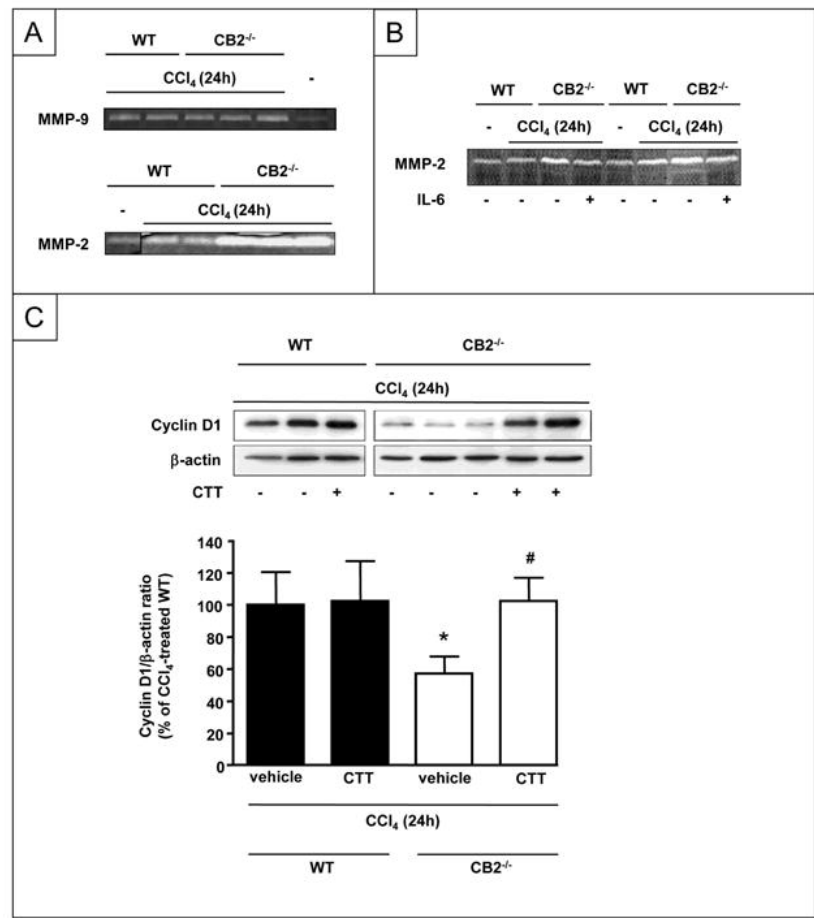 A
WT CB2-/-
CCl4 (24h) -
MMP-9
WT CB2-/-
- CCl4 (24h)
MMP-2
B
WT CB2-/- WT CB2-/-
- CCl4 (24h) - CCl4 (24h)
MMP-2
IL-6 - - - + - - - +
C
WT CB2-/-
CCl4 (24h)
Cyclin D1
β-actin
CTT - - + - - - + +
Cyclin D1/β-actin ratio
(% of CCl4-treated WT)
140
120
100
80
60
40
20
0
* #
vehicle CTT vehicle CTT
CCl4 (24h)
WT CB2-/-